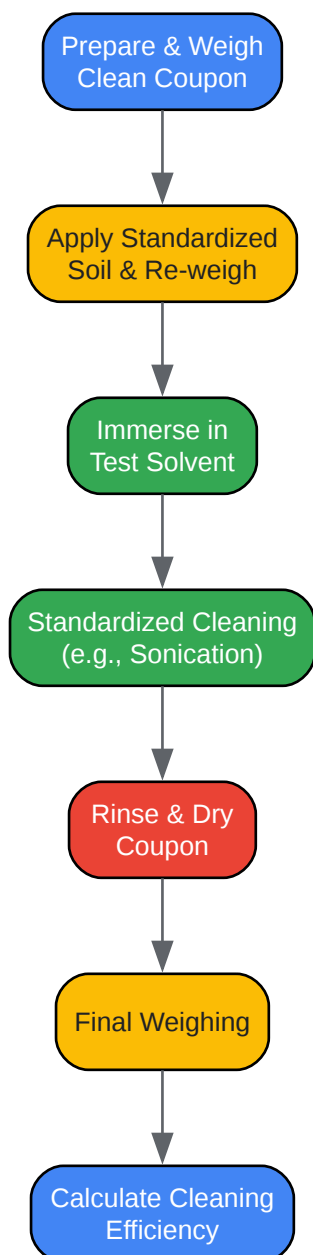 Prepare & Weigh
Clean Coupon
Apply Standardized
Soil & Re-weigh
Immerse in
Test Solvent
Standardized Cleaning
(e.g., Sonication)
Rinse & Dry
Coupon
Final Weighing
Calculate Cleaning
Efficiency